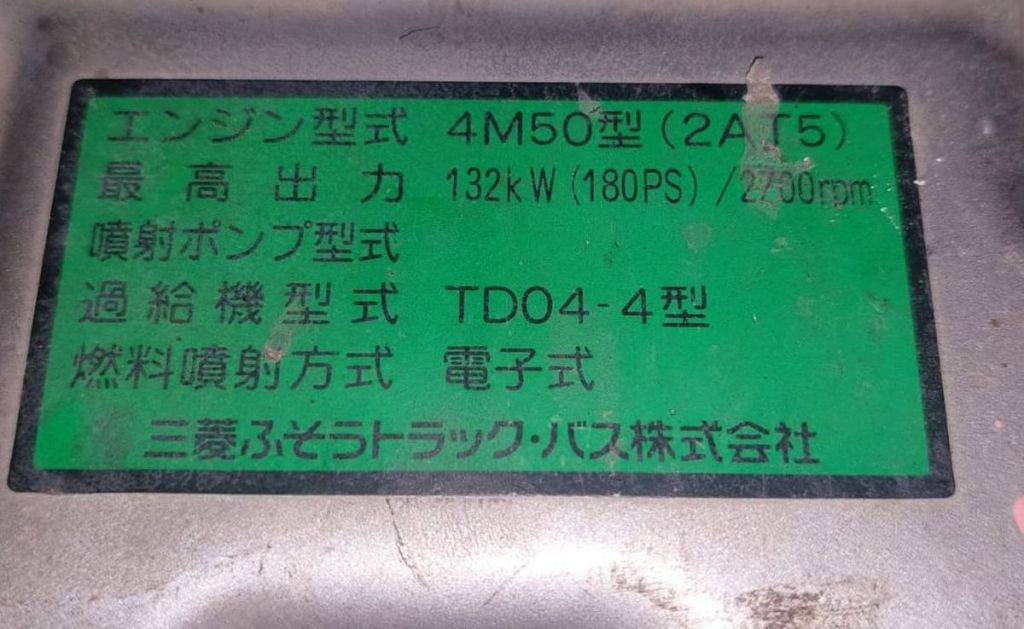 エンジン型式 4M50型(2AT5)
最高出力 132kW(180PS)/2700rpm
噴射ポンプ型式
過給機型式 TD04-4型
燃料噴射方式 電子式
三菱ふそうトラック・バス株式会社